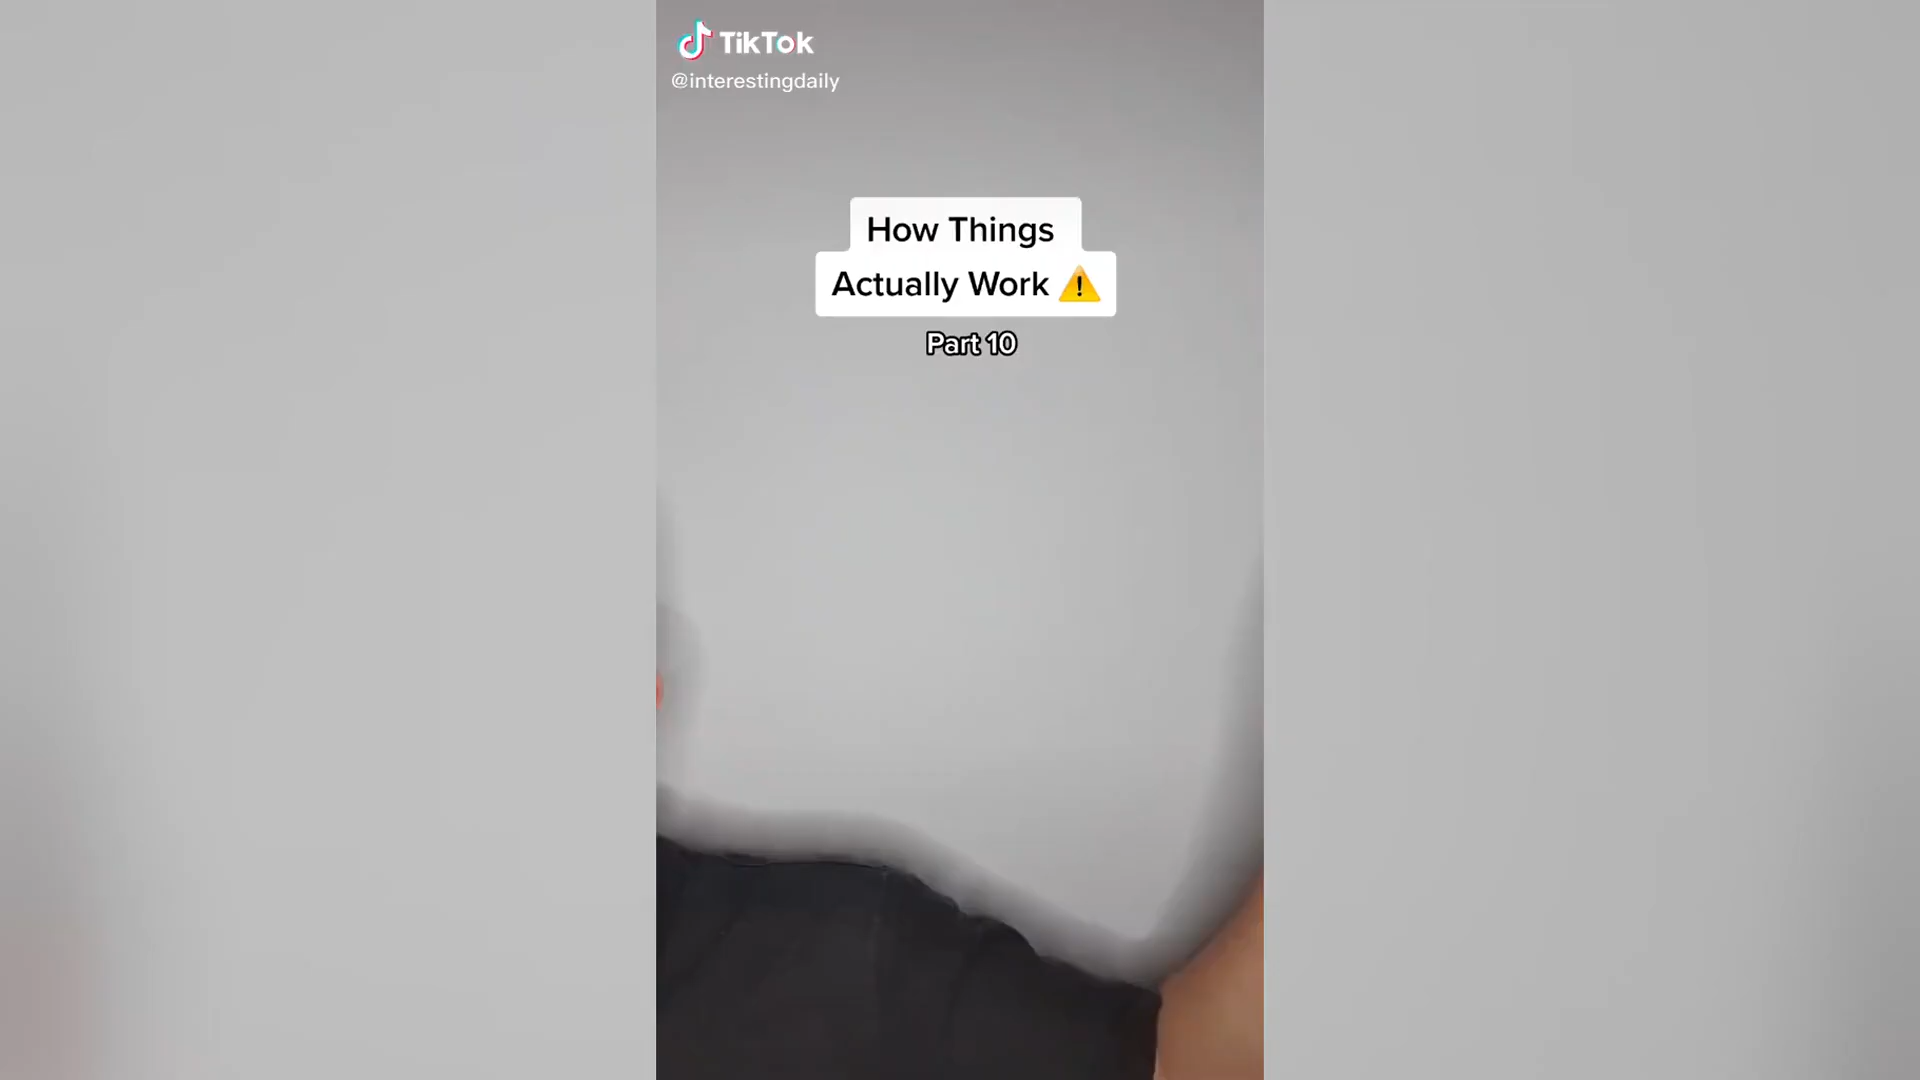 TikTok
@interestingdaily
How Things
Actually Work ⚠️
Part 10